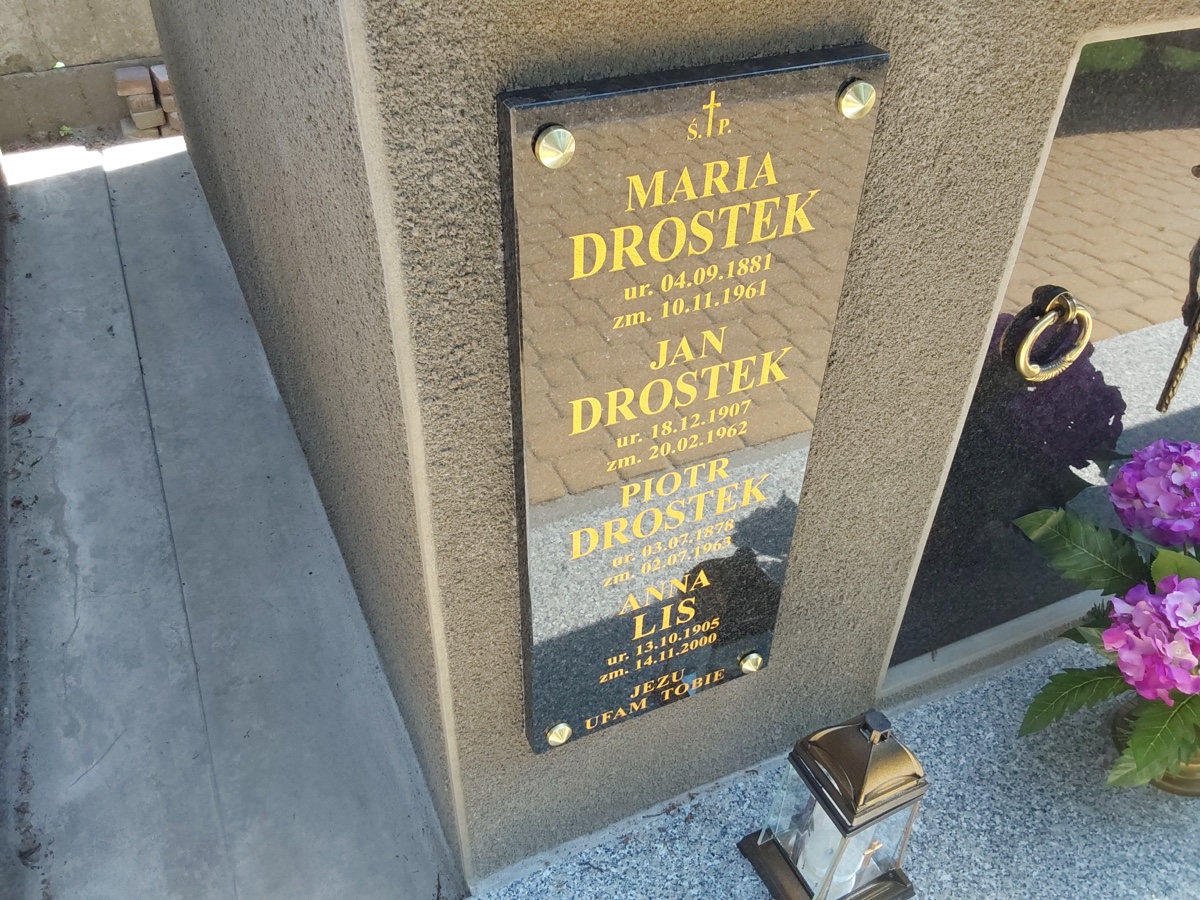 Ś. P.
MARIA
DROSTEK
ur. 04.09.1881
zm. 10.11.1961
JAN
DROSTEK
ur. 18.12.1907
zm. 20.02.1962
PIOTR
DROSTEK
ur. 03.07.1878
zm. 02.07.1963
ANNA
LIS
ur. 13.10.1905
zm. 14.11.2000
JEZU
UFAM TOBIE